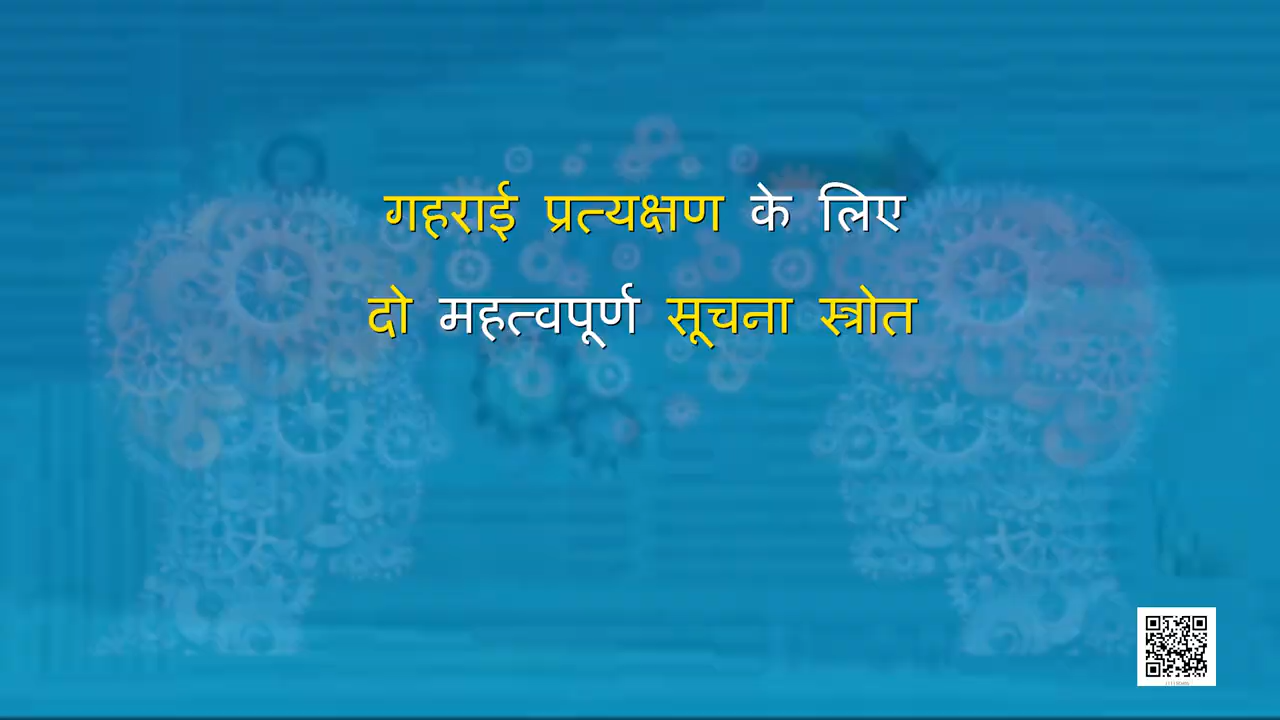 गहराई प्रत्यक्षण के लिए
दो महत्वपूर्ण सूचना स्त्रोत